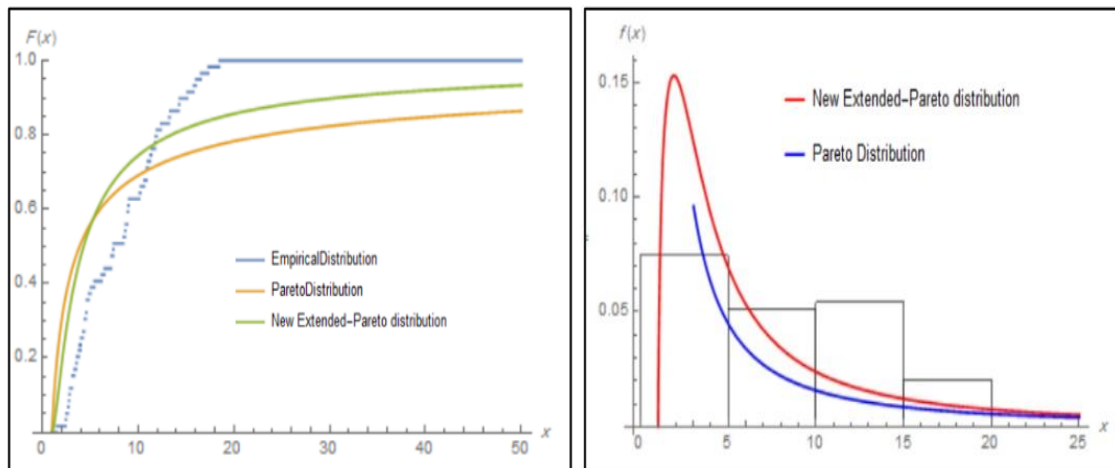 F(x)
1.0
0.8
0.6
0.4
0.2
0
10
20
30
40
50
x
EmpiricalDistribution
ParetoDistribution
New Extended-Pareto distribution
f(x)
0.15
0.10
0.05
0
5
10
15
20
25
x
New Extended-Pareto distribution
Pareto Distribution